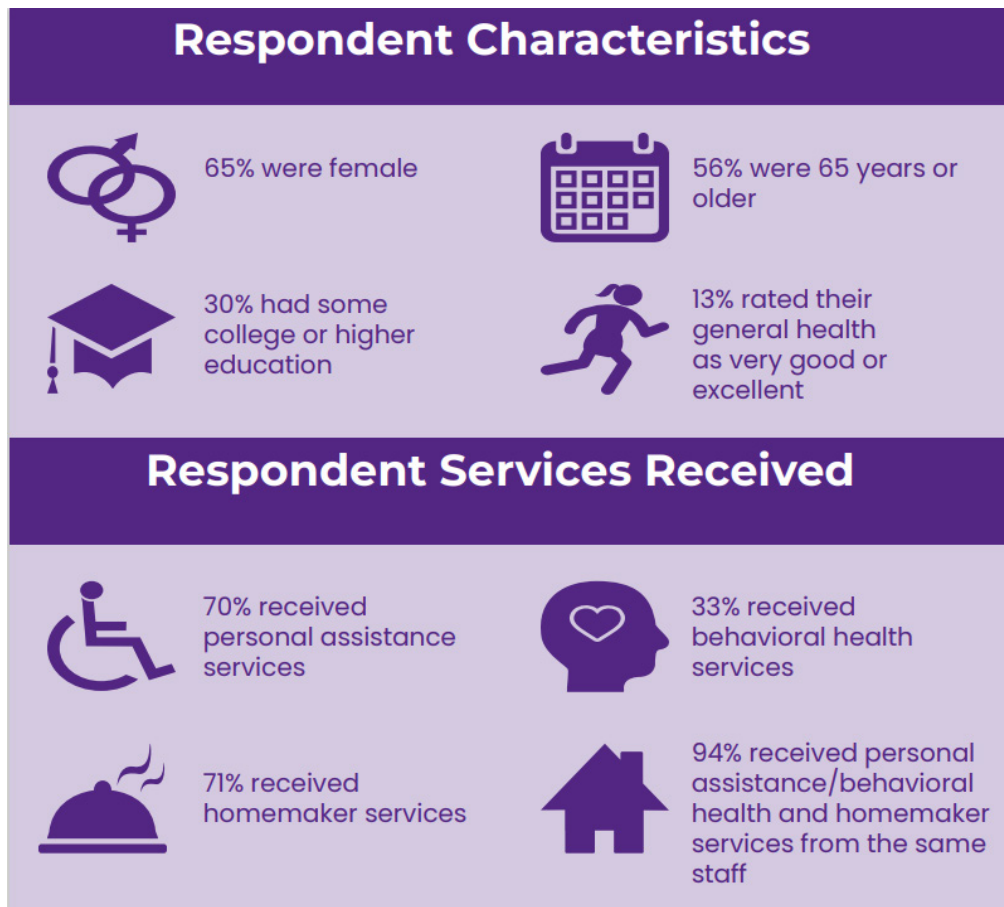 Respondent Characteristics
65% were female
56% were 65 years or
older
30% had some
college or higher
education
13% rated their
general health
as very good or
excellent
Respondent Services Received
70% received
personal assistance
services
33% received
behavioral health
services
71% received
homemaker services
94% received personal
assistance/behavioral
health and homemaker
services from the same
staff